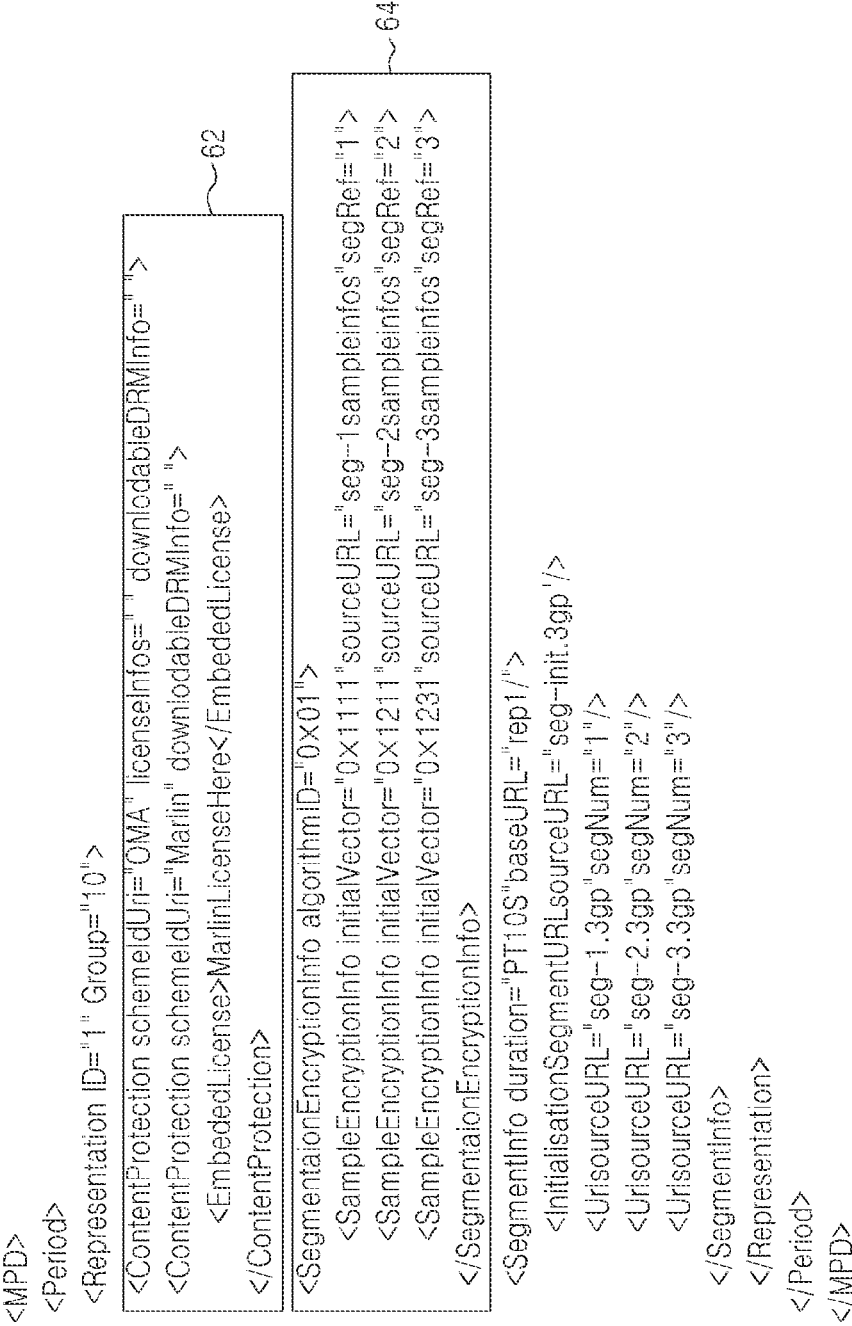 <MPD>
<Period>
<Representation ID="1" Group="10">
<ContentProtection schemeIdUri="OMA" licenseInfos=" " downlodableDRMInfo=" ">
<ContentProtection schemeIdUri="Marlin" downlodableDRMInfo=" ">
<EmbededLicense>MarlinLicenseHere</EmbededLicense>
</ContentProtection>
62
<SegmentaionEncryptionInfo algorithmID="0X01">
<SampleEncryptionInfo initialVector="0X1111"sourceURL="seg-1sampleinfos"segRef="1">
<SampleEncryptionInfo initialVector="0X1211"sourceURL="seg-2sampleinfos"segRef="2">
<SampleEncryptionInfo initialVector="0X1231"sourceURL="seg-3sampleinfos"segRef="3">
</SegmentaionEncryptionInfo>
64
<SegmentInfo duration="PT10S"baseURL="rep1/">
<InitialisationSegmentURLsourceURL="seg-init.3gp"/>
<UrlsourceURL="seg-1.3gp"segNum="1"/>
<UrlsourceURL="seg-2.3gp"segNum="2"/>
<UrlsourceURL="seg-3.3gp"segNum="3"/>
</SegmentInfo>
</Representation>
</Period>
</MPD>